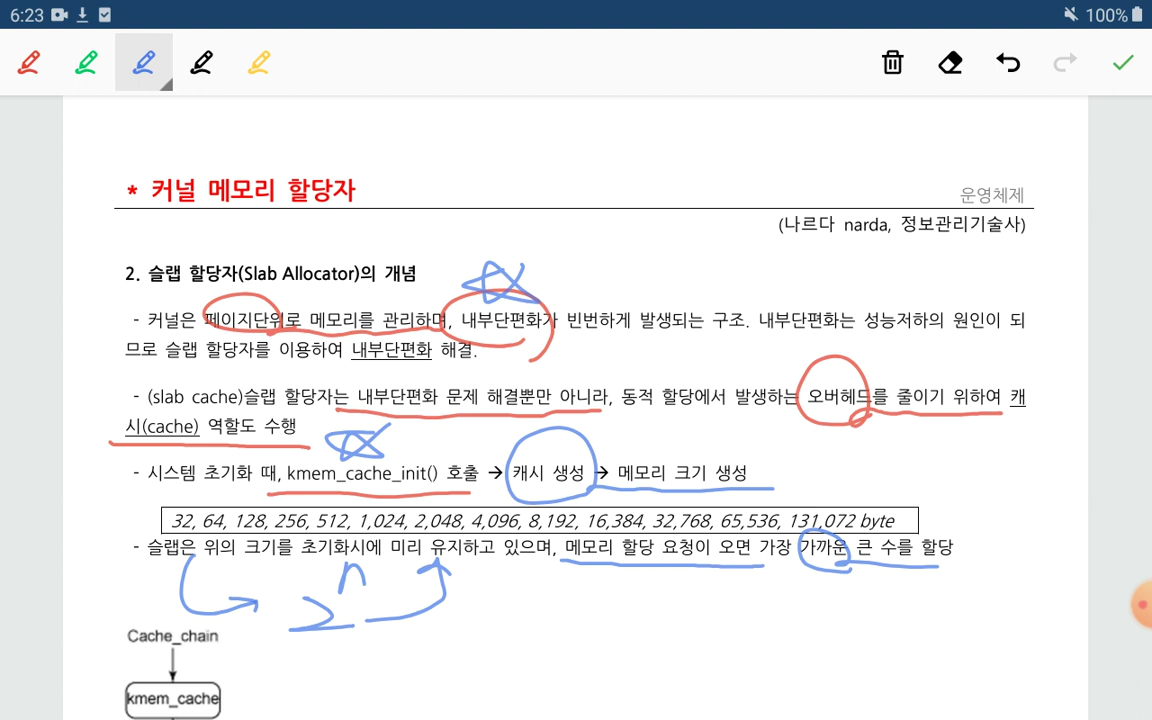 6:23 100%
* 커널 메모리 할당자
운영체제
(나르다 narda, 정보관리기술사)
2. 슬랩 할당자(Slab Allocator)의 개념
- 커널은 페이지단위로 메모리를 관리하며, 내부단편화가 빈번하게 발생되는 구조. 내부단편화는 성능저하의 원인이 되
므로 슬랩 할당자를 이용하여 내부단편화 해결.
- (slab cache)슬랩 할당자는 내부단편화 문제 해결뿐만 아니라, 동적 할당에서 발생하는 오버헤드를 줄이기 위하여 캐
시(cache) 역할도 수행
- 시스템 초기화 때, kmem_cache_init() 호출 → 캐시 생성 → 메모리 크기 생성
32, 64, 128, 256, 512, 1,024, 2,048, 4,096, 8,192, 16,384, 32,768, 65,536, 131,072 byte
- 슬랩은 위의 크기를 초기화시에 미리 유지하고 있으며, 메모리 할당 요청이 오면 가장 가까운 큰 수를 할당
2 n
Cache_chain
kmem_cache